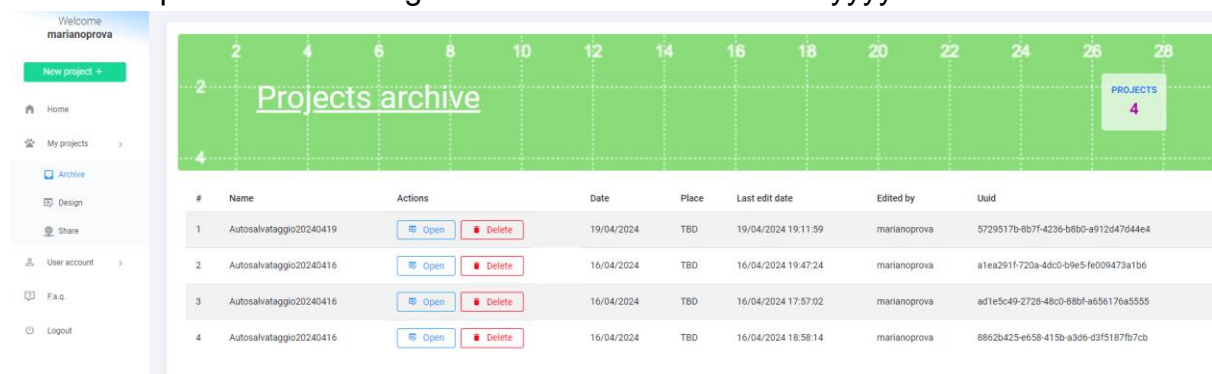 yyyy
Welcome
marianoprova
New project +
Home
My projects >
Archive
Design
Share
User account >
F.a.q.
Logout
2 4 6 8 10 12 14 16 18 20 22 24 26 28
2
Projects archive
PROJECTS
4
4
# Name Actions Date Place Last edit date Edited by Uuid
1 Autosalvataggio20240419 Open Delete 19/04/2024 TBD 19/04/2024 19:11:59 marianoprova 5729517b-8b7f-4236-b8b0-a912d47d44e4
2 Autosalvataggio20240416 Open Delete 16/04/2024 TBD 16/04/2024 19:47:24 marianoprova a1ea291f-720a-4dc0-b9e5-fe009473a1b6
3 Autosalvataggio20240416 Open Delete 16/04/2024 TBD 16/04/2024 17:57:02 marianoprova ad1e5c49-2728-48c0-88bf-a656176a5555
4 Autosalvataggio20240416 Open Delete 16/04/2024 TBD 16/04/2024 18:58:14 marianoprova 8862b425-e658-415b-a3d6-d3f5187fb7cb